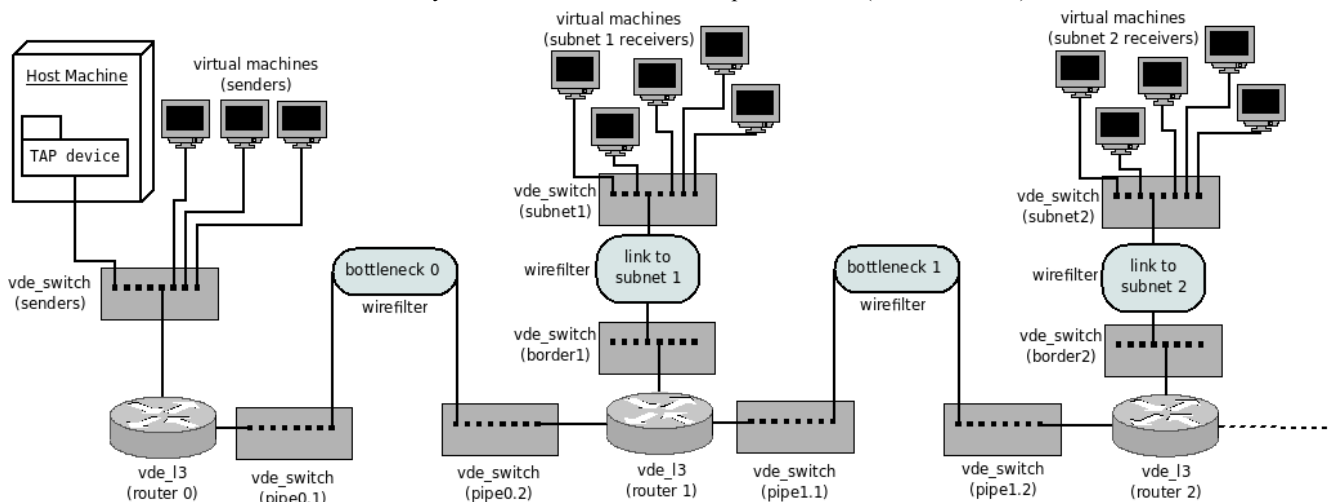 Host Machine
TAP device
virtual machines
(senders)
vde_switch
(senders)
vde_l3
(router 0)
vde_switch
(pipe0.1)
bottleneck 0
wirefilter
vde_switch
(pipe0.2)
virtual machines
(subnet 1 receivers)
vde_switch
(subnet1)
wirefilter
link to
subnet 1
vde_switch
(border1)
vde_l3
(router 1)
vde_switch
(pipe1.1)
bottleneck 1
wirefilter
vde_switch
(pipe1.2)
virtual machines
(subnet 2 receivers)
vde_switch
(subnet2)
wirefilter
link to
subnet 2
vde_switch
(border2)
vde_l3
(router 2)